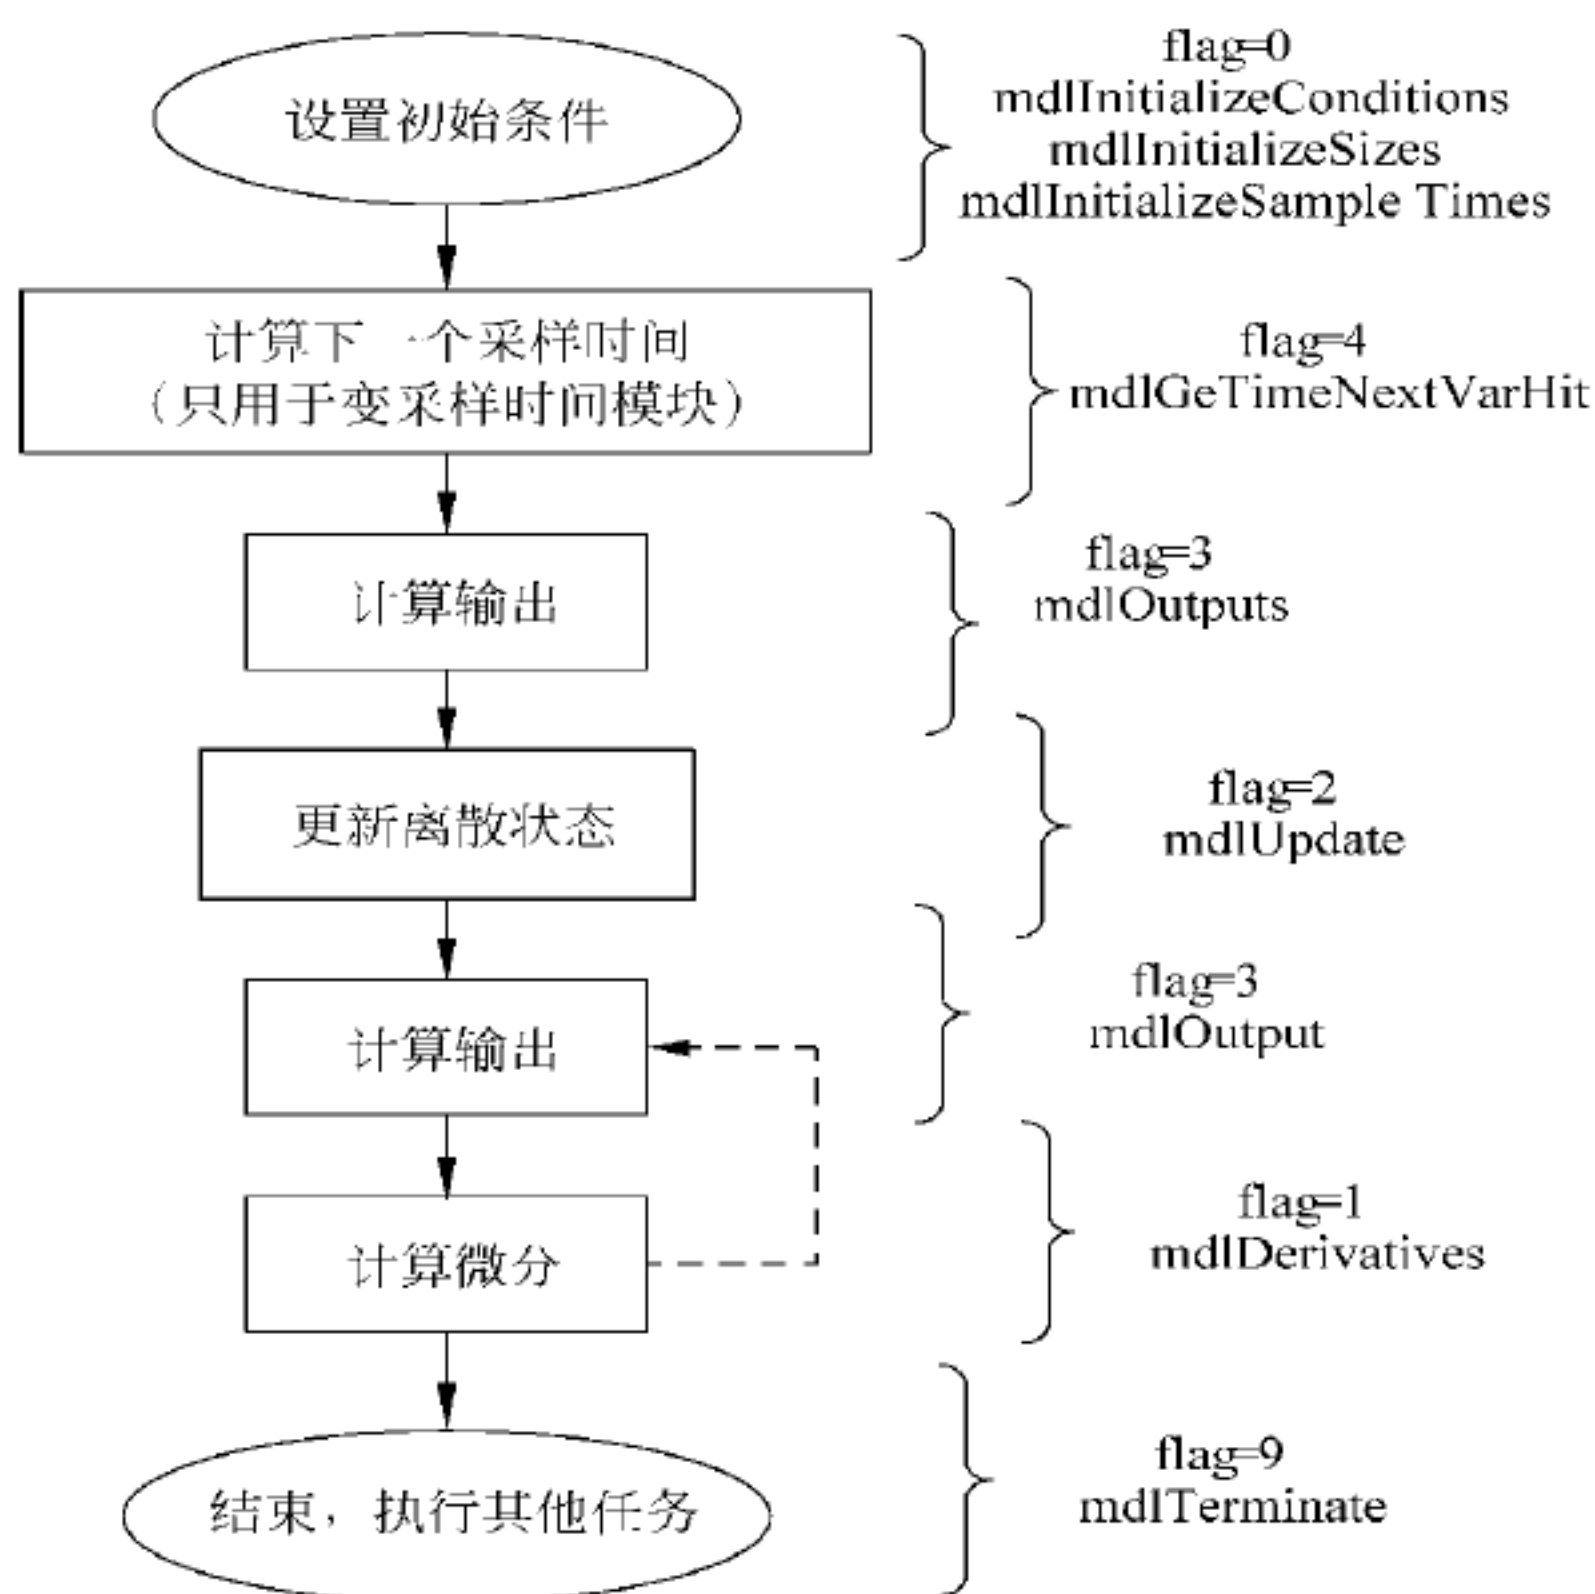 设置初始条件
flag=0
mdlInitializeConditions
mdlInitializeSizes
mdlInitializeSample Times
计算下一个采样时间
（只用于变采样时间模块）
flag=4
mdlGeTimeNextVarHit
计算输出
flag=3
mdlOutputs
更新离散状态
flag=2
mdlUpdate
计算输出
flag=3
mdlOutput
计算微分
flag=1
mdlDerivatives
结束，执行其他任务
flag=9
mdlTerminate